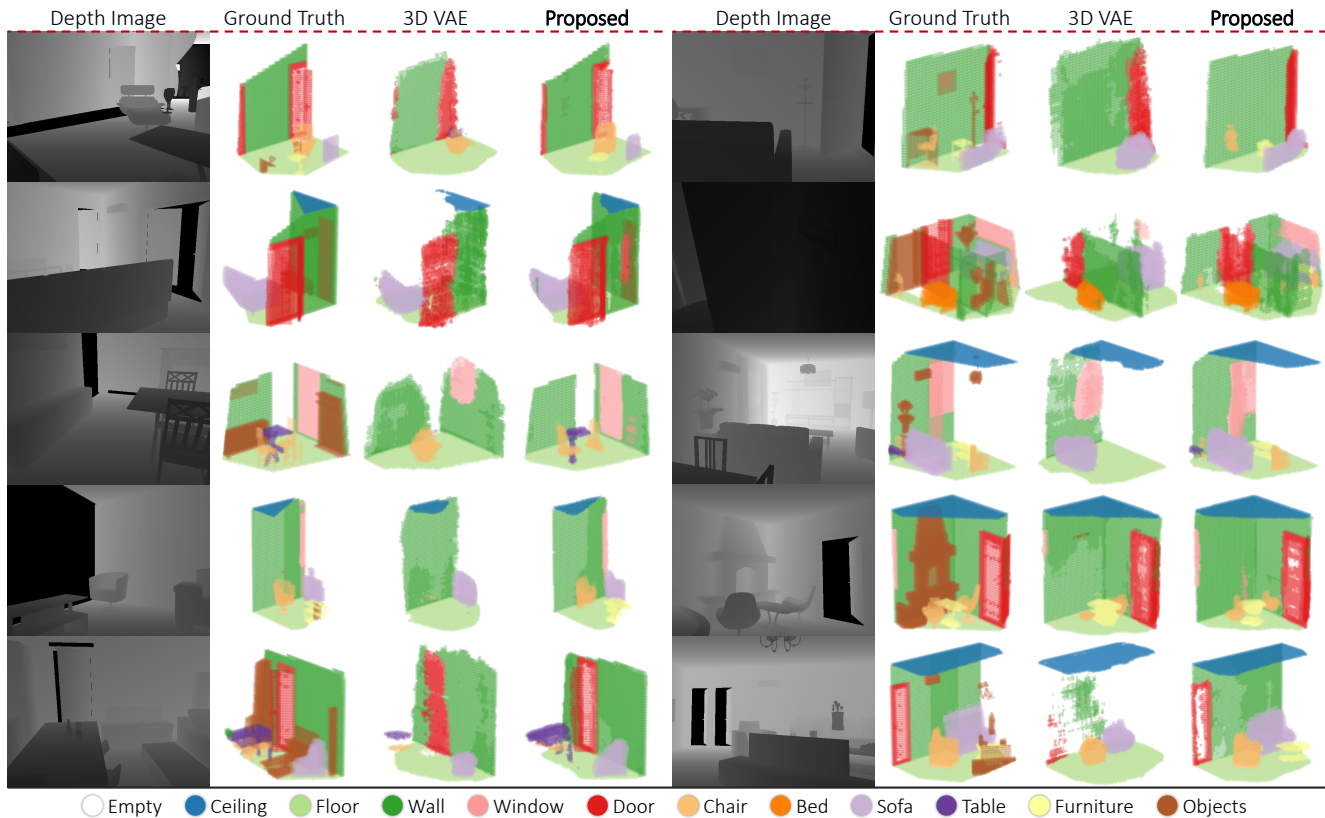 Depth Image Ground Truth 3D VAE Proposed Depth Image Ground Truth 3D VAE Proposed
Empty Ceiling Floor Wall Window Door Chair Bed Sofa Table Furniture Objects